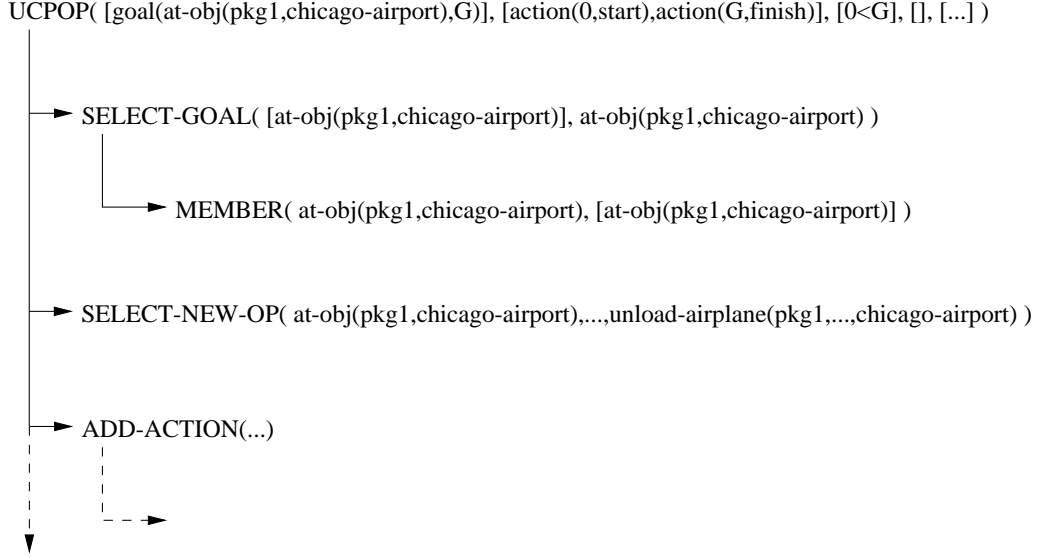 UCPOP( [goal(at-obj(pkg1,chicago-airport),G)], [action(0,start),action(G,finish)], [0<G], [], [...] )
SELECT-GOAL( [at-obj(pkg1,chicago-airport)], at-obj(pkg1,chicago-airport) )
MEMBER( at-obj(pkg1,chicago-airport), [at-obj(pkg1,chicago-airport)] )
SELECT-NEW-OP( at-obj(pkg1,chicago-airport),...,unload-airplane(pkg1,...,chicago-airport) )
ADD-ACTION(...)